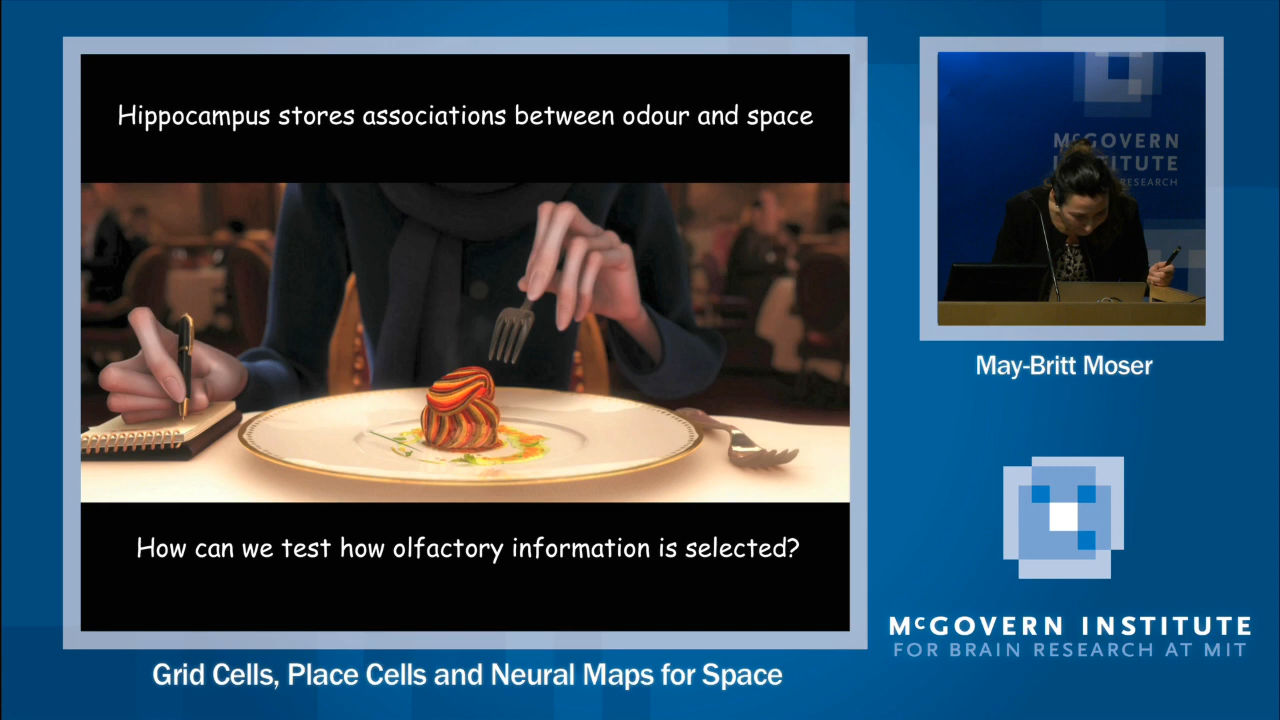 Hippocampus stores associations between odour and space
How can we test how olfactory information is selected?
Grid Cells, Place Cells and Neural Maps for Space
McGOVERN
INSTITUTE
RESEARCH
May-Britt Moser
McGOVERN INSTITUTE
FOR BRAIN RESEARCH AT MIT